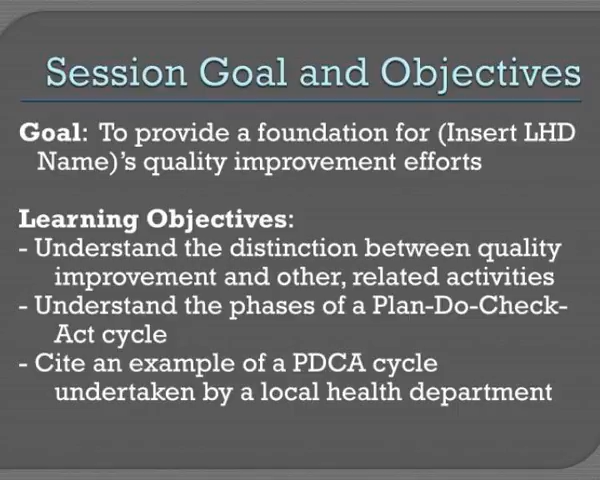 Session Goal and Objectives
Goal:  To provide a foundation for (Insert LHD
Name)'s quality improvement efforts
Learning Objectives:
- Understand the distinction between quality
improvement and other, related activities
- Understand the phases of a Plan-Do-Check-
Act cycle
- Cite an example of a PDCA cycle
undertaken by a local health department